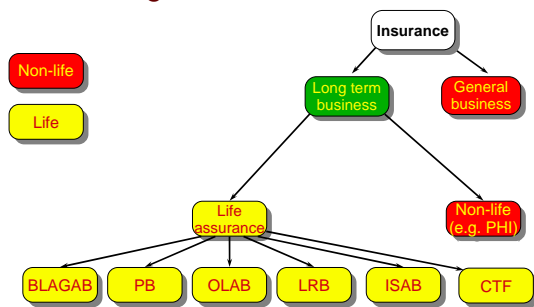 Insurance
Non-life
Long term
business
General
business
Life
Life
assurance
Non-life
(e.g. PHI)
BLAGAB
PB
OLAB
LRB
ISAB
CTF